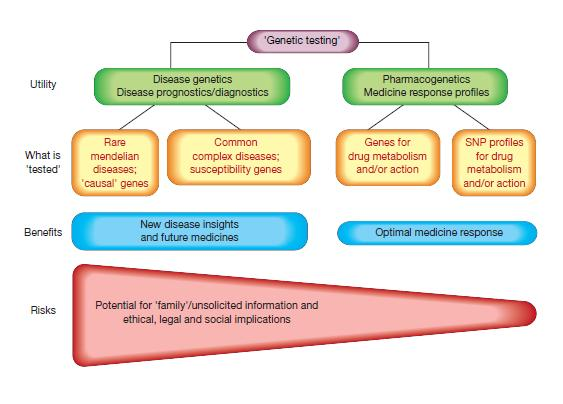 'Genetic testing'
Utility
Disease genetics
Disease prognostics/diagnostics
Pharmacogenetics
Medicine response profiles
What is
'tested'
Rare
mendelian
diseases;
'causal' genes
Common
complex diseases;
susceptibility genes
Genes for
drug metabolism
and/or action
SNP profiles
for drug
metabolism
and/or action
Benefits
New disease insights
and future medicines
Optimal medicine response
Risks
Potential for 'family'/unsolicited information and
ethical, legal and social implications